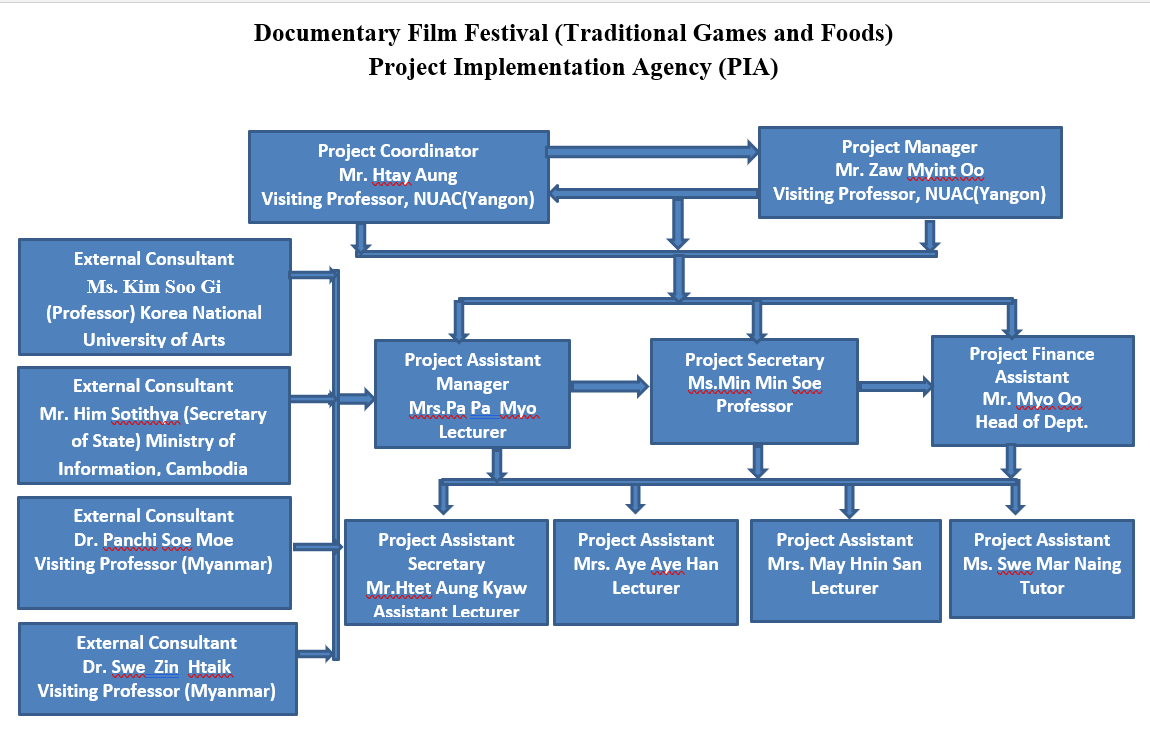 Documentary Film Festival (Traditional Games and Foods)
Project Implementation Agency (PIA)
Project Coordinator
Mr. Htay Aung
Visiting Professor, NUAC(Yangon)
Project Manager
Mr. Zaw Myint Oo
Visiting Professor, NUAC(Yangon)
External Consultant
Ms. Kim Soo Gi
(Professor) Korea National
University of Arts
External Consultant
Mr. Him Sotithya (Secretary
of State) Ministry of
Information, Cambodia
External Consultant
Dr. Panchi Soe Moe
Visiting Professor (Myanmar)
External Consultant
Dr. Swe Zin Htaik
Visiting Professor (Myanmar)
Project Assistant
Manager
Mrs.Pa Pa Myo
Lecturer
Project Secretary
Ms.Min Min Soe
Professor
Project Finance
Assistant
Mr. Myo Oo
Head of Dept.
Project Assistant
Secretary
Mr.Htet Aung Kyaw
Assistant Lecturer
Project Assistant
Mrs. Aye Aye Han
Lecturer
Project Assistant
Mrs. May Hnin San
Lecturer
Project Assistant
Ms. Swe Mar Naing
Tutor